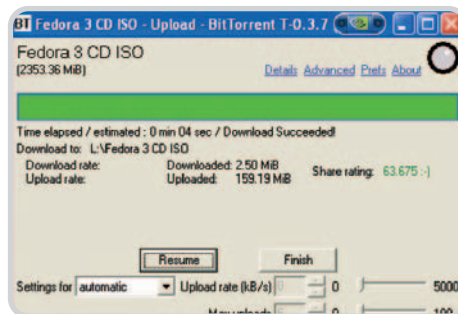 BT Fedora 3 CD ISO - Upload - BitTorrent T-0.3.7
Fedora 3 CD ISO
(2353.36 MiB)
Details Advanced Prefs About
Time elapsed / estimated : 0 min 04 sec / Download Succeeded!
Download to: L:\Fedora 3 CD ISO
Download rate: Downloaded: 2.50 MiB
Upload rate: Uploaded: 159.19 MiB Share rating: 63.675 :-)
Resume Finish
Settings for automatic Upload rate (kB/s) 0 0 5000
100